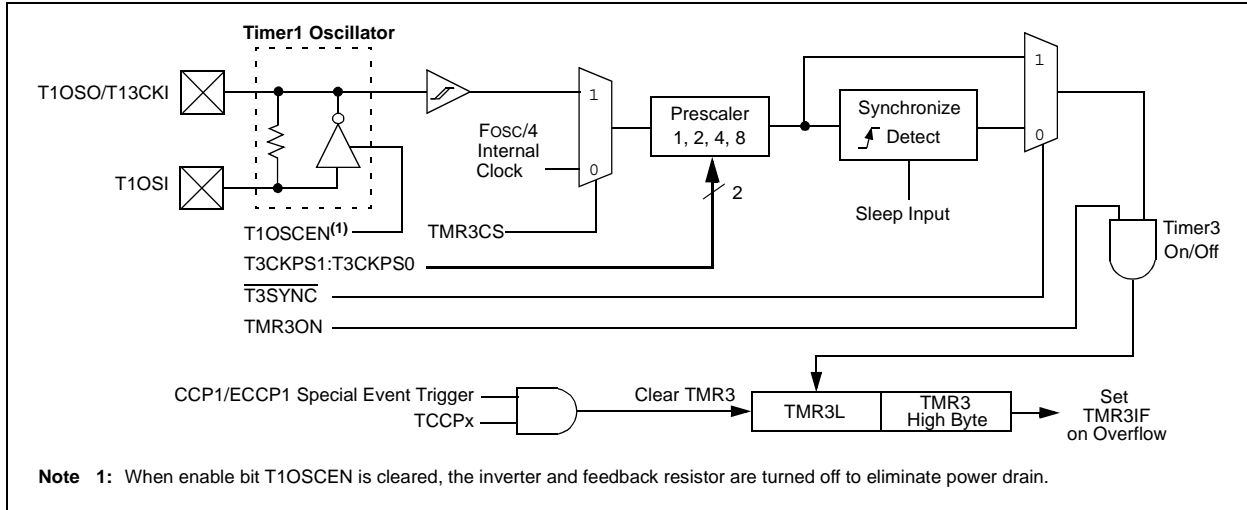 Timer1 Oscillator
T1OSO/T13CKI
T1OSI
FOSC/4
Internal
Clock
1
0
Prescaler
1, 2, 4, 8
2
Synchronize
Detect
Sleep Input
1
0
T1OSCEN(1)
TMR3CS
T3CKPS1:T3CKPS0
T3SYNC
TMR3ON
Timer3
On/Off
CCP1/ECCP1 Special Event Trigger
TCCPx
Clear TMR3
TMR3L
TMR3
High Byte
Set
TMR3IF
on Overflow
Note 1: When enable bit T1OSCEN is cleared, the inverter and feedback resistor are turned off to eliminate power drain.